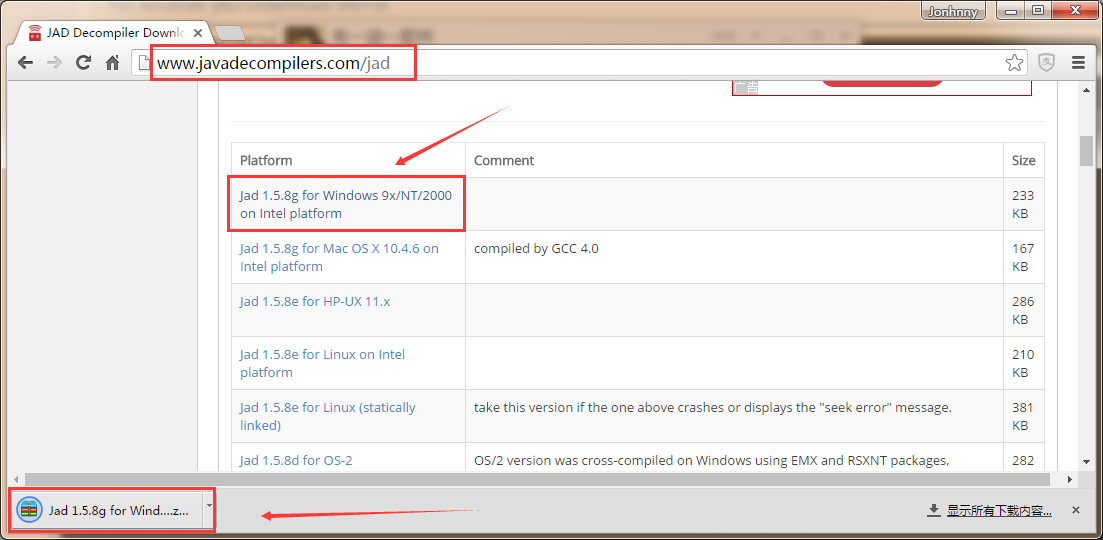 Jonhnny
JAD Decompiler Downlo
www.javadecompilers.com/jad
Platform
Comment
Size
Jad 1.5.8g for Windows 9x/NT/2000
on Intel platform
233
KB
Jad 1.5.8g for Mac OS X 10.4.6 on
Intel platform
compiled by GCC 4.0
167
KB
Jad 1.5.8e for HP-UX 11.x
286
KB
Jad 1.5.8e for Linux on Intel
platform
210
KB
Jad 1.5.8e for Linux (statically
linked)
take this version if the one above crashes or displays the "seek error" message.
381
KB
Jad 1.5.8d for OS-2
OS/2 version was cross-compiled on Windows using EMX and RSXNT packages,
282
Jad 1.5.8g for Wind....z...
显示所有下载内容...